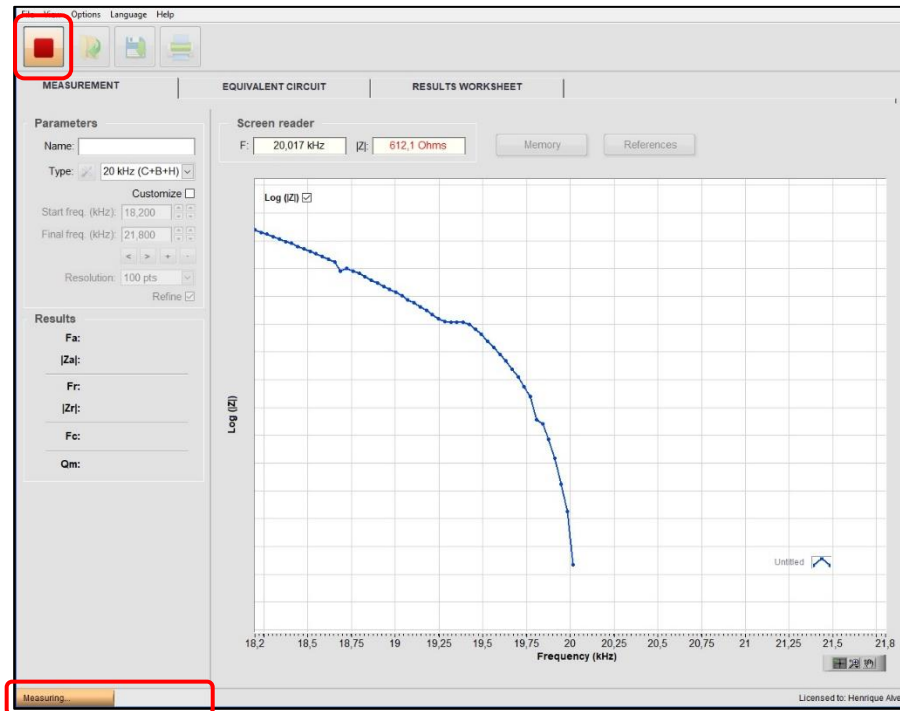 File View Options Language Help
MEASUREMENT
EQUIVALENT CIRCUIT
RESULTS WORKSHEET
Parameters
Name:
Type: 20 kHz (C+B+H)
Customize
Start freq. (kHz): 18,200
Final freq. (kHz): 21,800
< > + -
Resolution: 100 pts
Refine
Results
Fa:
|Za|:
Fr:
|Zr|:
Fc:
Qm:
Screen reader
F: 20,017 kHz |Z|: 612,1 Ohms
Memory
References
Log (|Z|)
Log (|Z|)
Untitled
18,2 18,5 18,75 19 19,25 19,5 19,75 20 20,25 20,5 20,75 21 21,25 21,5 21,8
Frequency (kHz)
Measuring...
Licensed to: Henrique Alve